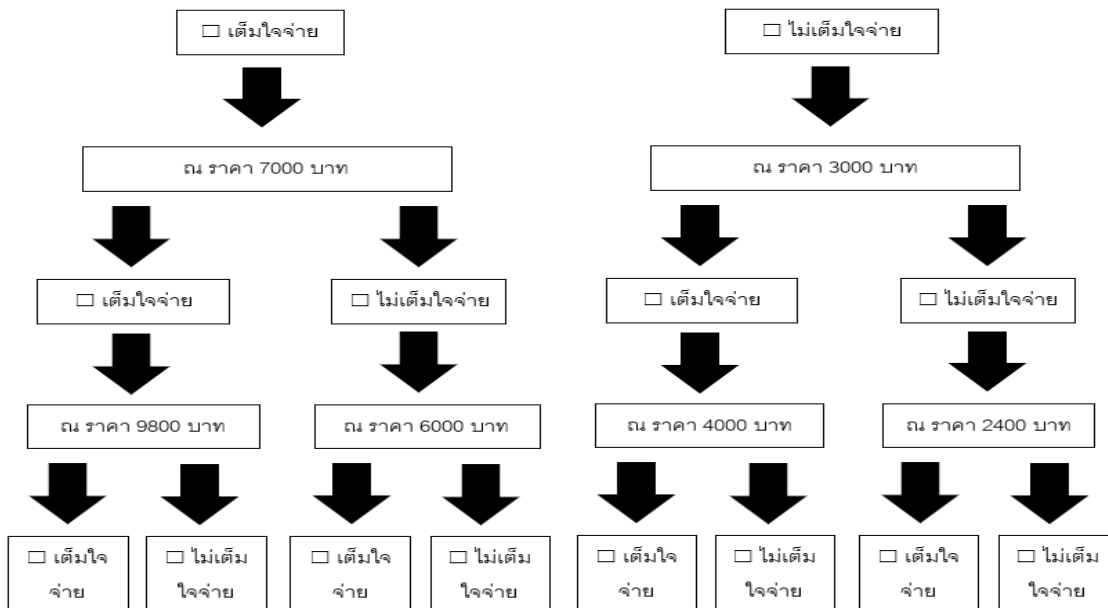 □ เต็มใจจ่าย
□ ไม่เต็มใจจ่าย
ณ ราคา 7000 บาท
ณ ราคา 3000 บาท
□ เต็มใจจ่าย
□ ไม่เต็มใจจ่าย
□ เต็มใจจ่าย
□ ไม่เต็มใจจ่าย
ณ ราคา 9800 บาท
ณ ราคา 6000 บาท
ณ ราคา 4000 บาท
ณ ราคา 2400 บาท
□ เต็มใจ
จ่าย
□ ไม่เต็ม
ใจจ่าย
□ เต็มใจ
จ่าย
□ ไม่เต็ม
ใจจ่าย
□ เต็มใจ
จ่าย
□ ไม่เต็ม
ใจจ่าย
□ เต็มใจ
จ่าย
□ ไม่เต็ม
ใจจ่าย